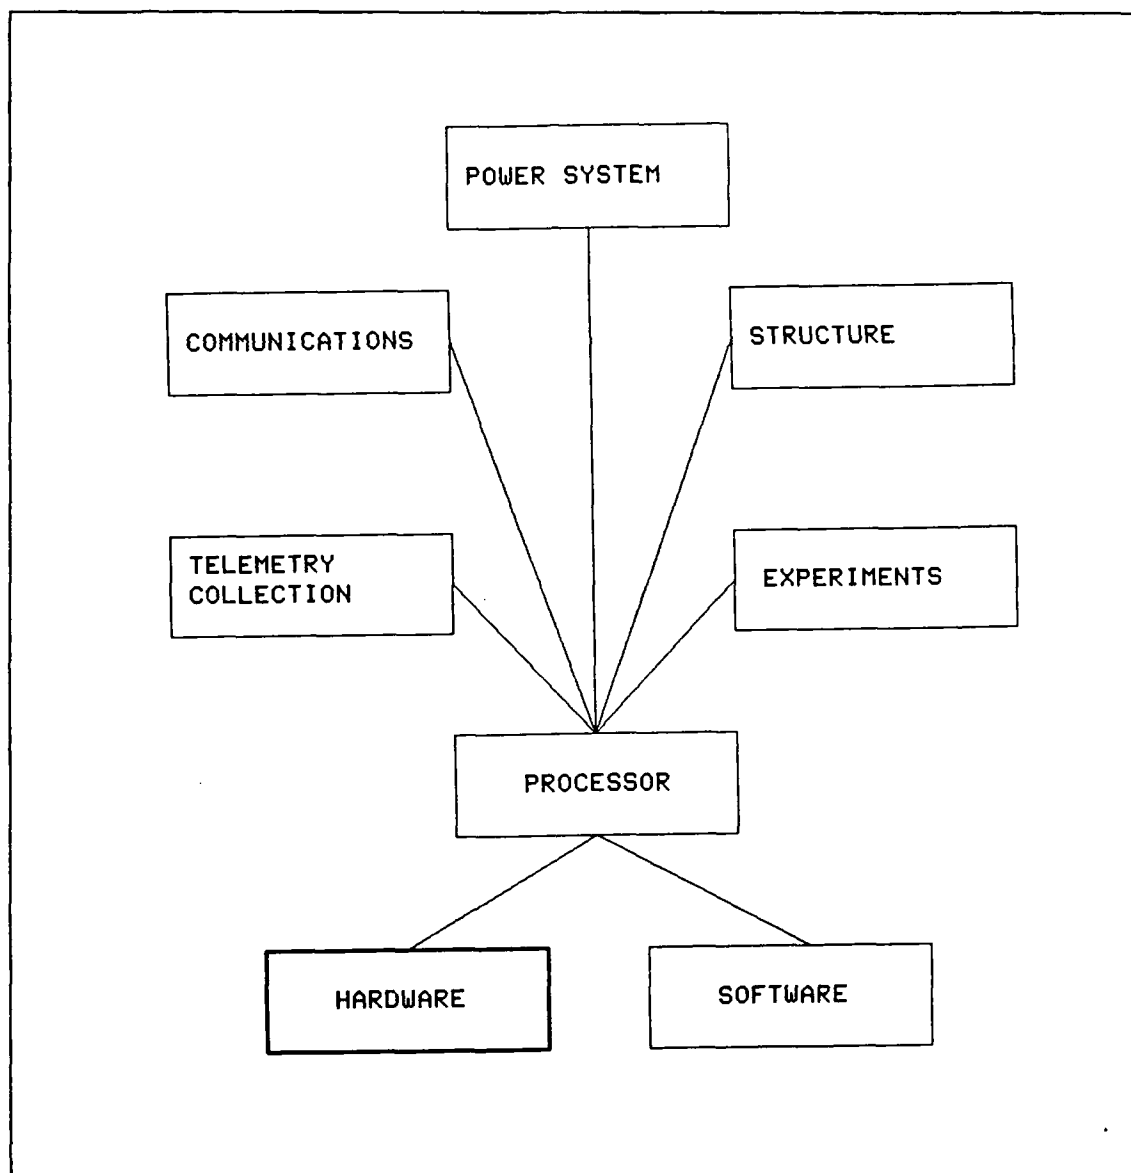 POWER SYSTEM
COMMUNICATIONS
STRUCTURE
TELEMETRY
COLLECTION
EXPERIMENTS
PROCESSOR
HARDWARE
SOFTWARE